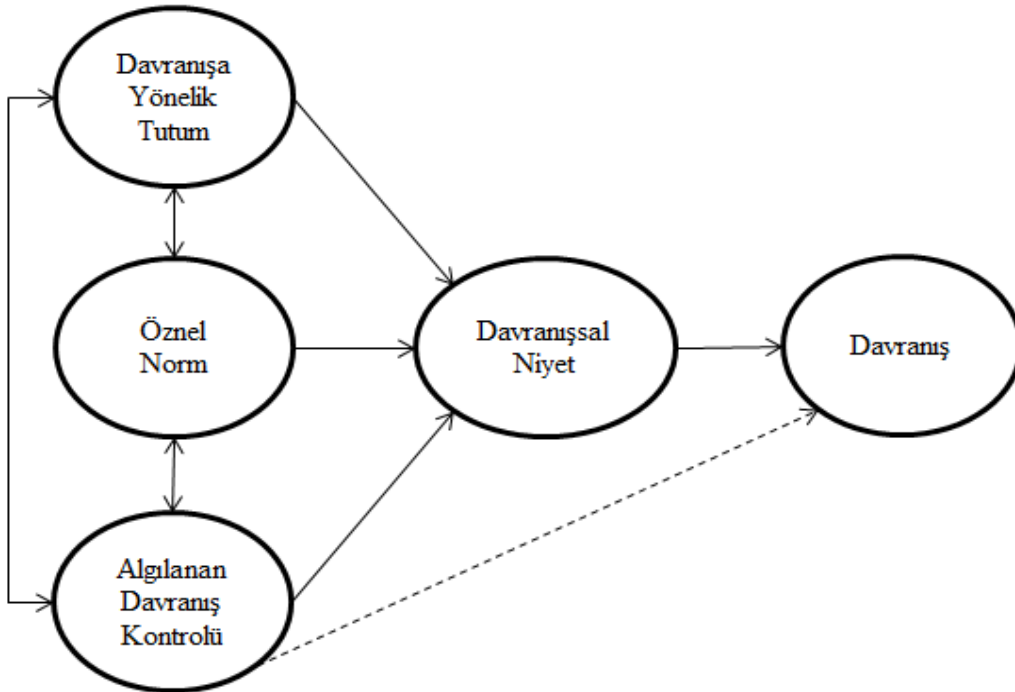 Davranışa
Yönelik
Tutum
Öznel
Norm
Davranışsal
Niyet
Davranış
Algılanan
Davranış
Kontrolü